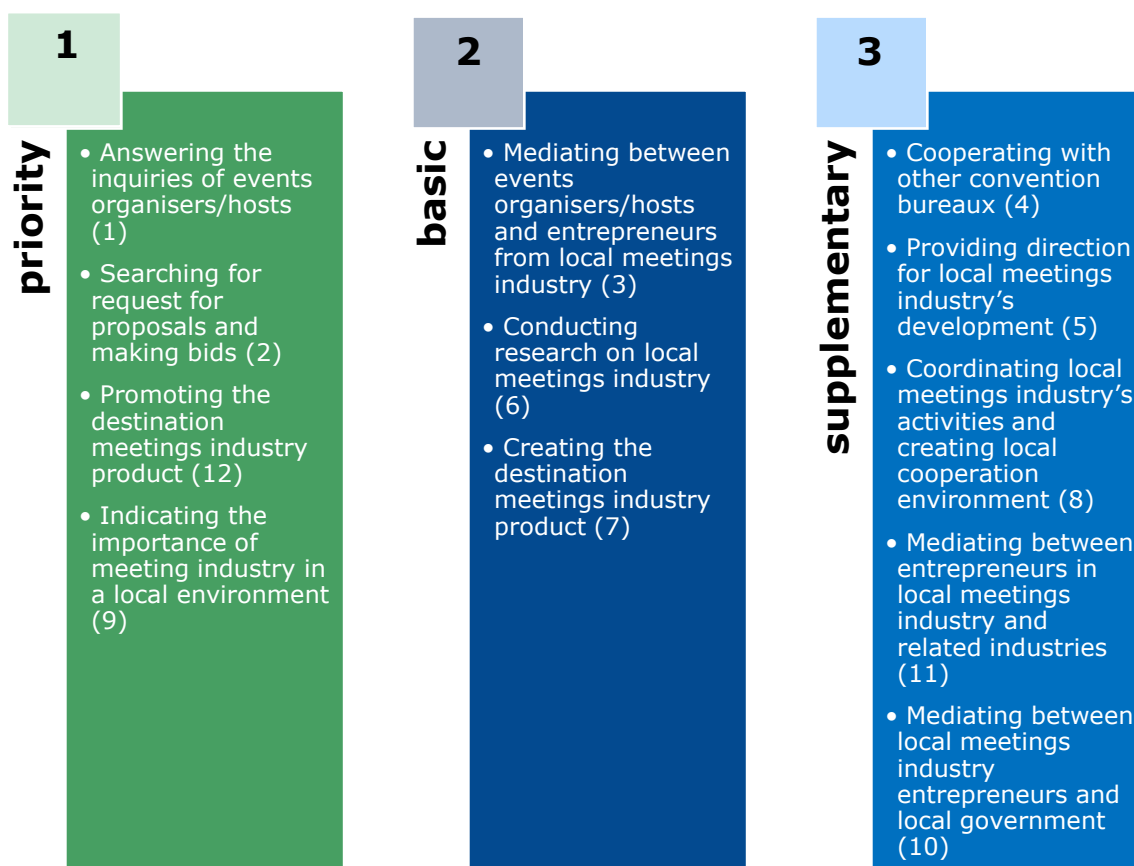 1
priority
• Answering the
inquiries of events
organisers/hosts
(1)
• Searching for
request for
proposals and
making bids (2)
• Promoting the
destination
meetings industry
product (12)
• Indicating the
importance of
meeting industry in
a local environment
(9)
2
basic
• Mediating between
events
organisers/hosts
and entrepreneurs
from local meetings
industry (3)
• Conducting
research on local
meetings industry
(6)
• Creating the
destination
meetings industry
product (7)
3
supplementary
• Cooperating with
other convention
bureaux (4)
• Providing direction
for local meetings
industry’s
development (5)
• Coordinating local
meetings industry’s
activities and
creating local
cooperation
environment (8)
• Mediating between
entrepreneurs in
local meetings
industry and
related industries
(11)
• Mediating between
local meetings
industry
entrepreneurs and
local government
(10)